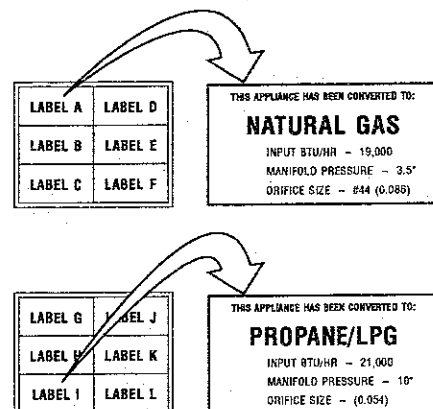 LABEL A LABEL D
LABEL B LABEL E
LABEL C LABEL F
THIS APPLIANCE HAS BEEN CONVERTED TO:
NATURAL GAS
INPUT BTU/HR – 19,000
MANIFOLD PRESSURE – 3.5"
ORIFICE SIZE – #44 (0.086)
LABEL G LABEL J
LABEL H LABEL K
LABEL I LABEL L
THIS APPLIANCE HAS BEEN CONVERTED TO:
PROPANE/LPG
INPUT BTU/HR – 21,000
MANIFOLD PRESSURE – 10"
ORIFICE SIZE – (0.054)